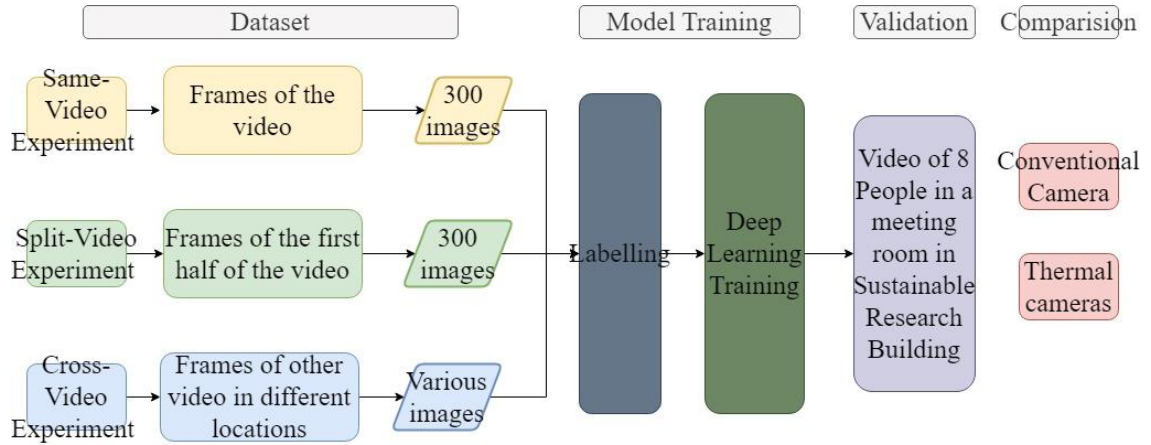 Dataset
Model Training
Validation
Comparision
Same-
Video
Experiment
Frames of the
video
300
images
Split-Video
Experiment
Frames of the first
half of the video
300
images
Cross-
Video
Experiment
Frames of other
video in different
locations
Various
images
Labelling
Deep
Learning
Training
Video of 8
People in a
meeting
room in
Sustainable
Research
Building
Conventional
Camera
Thermal
cameras